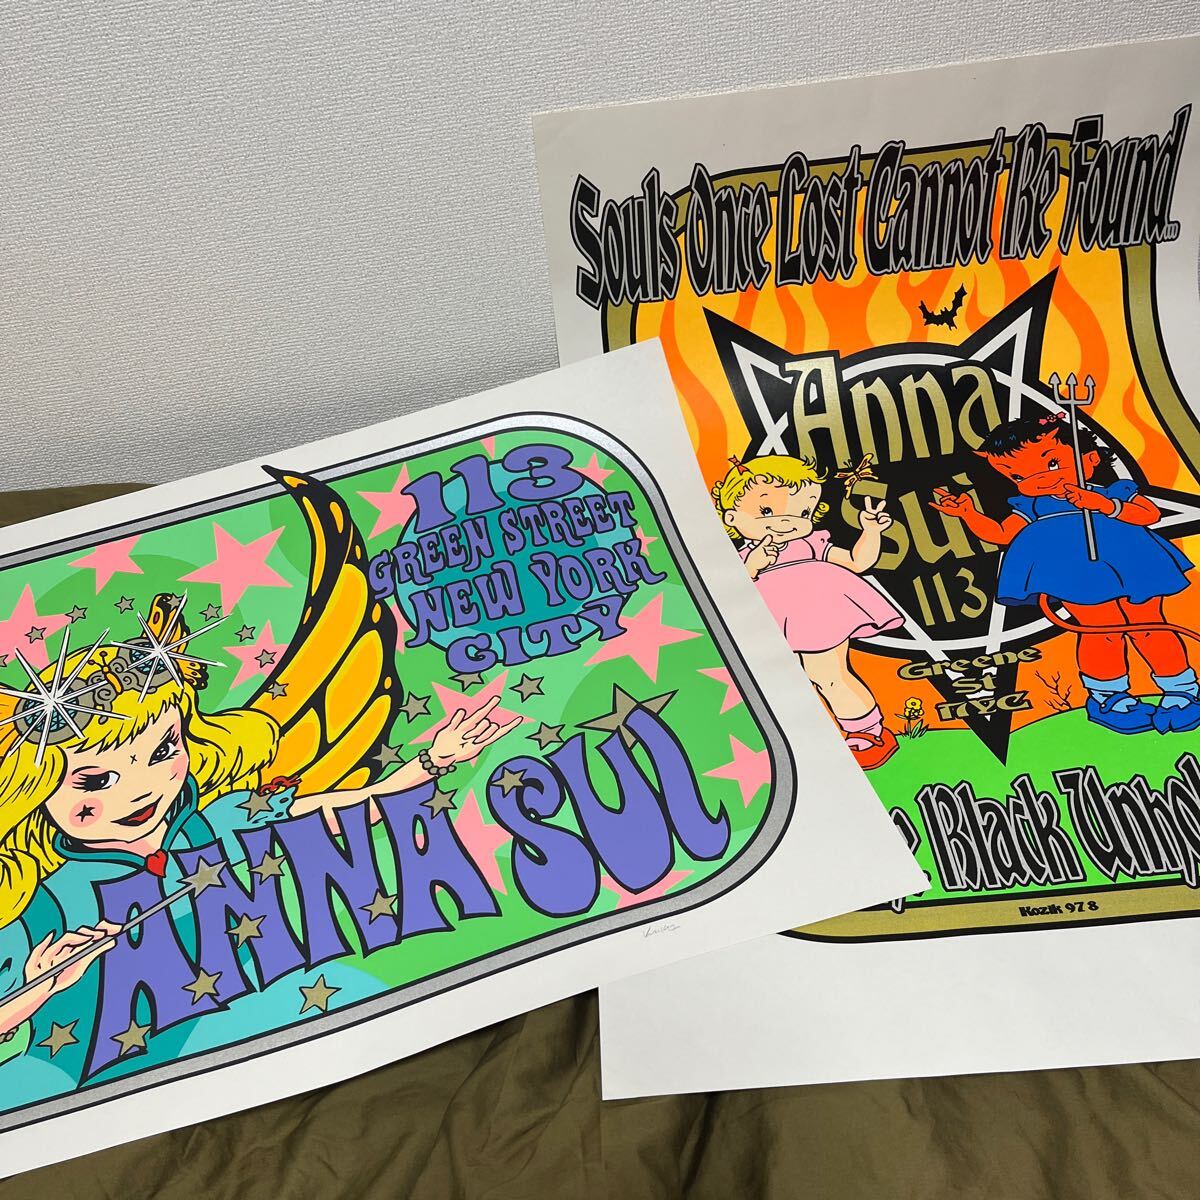 113
GREEN STREET
NEW YORK
CITY
ANNA SUI
Souls Once Lost Cannot Be Found...
Anna
Sui
113
Greene
St
NYC
Black
Kozik 97 8